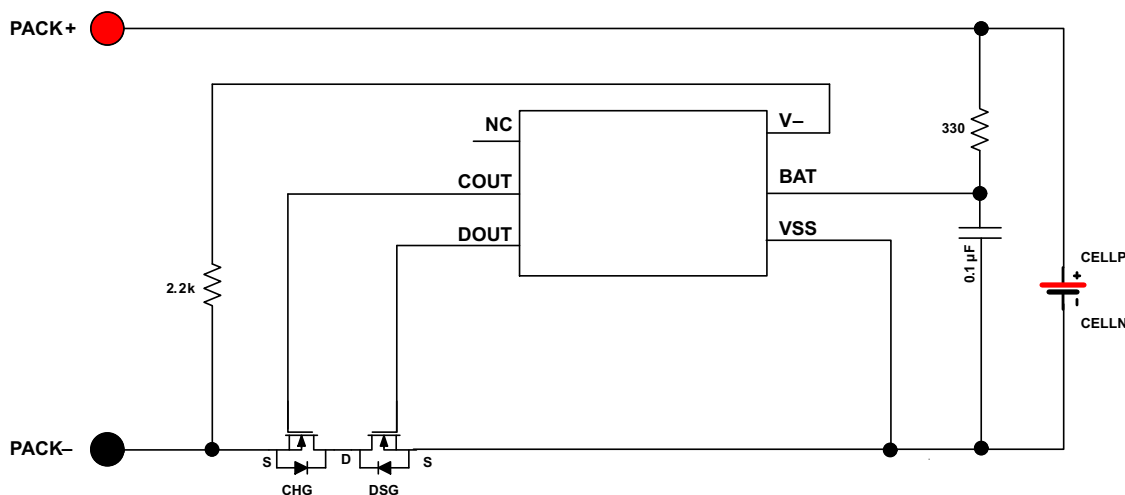 PACK+
NC
V–
330
COUT
BAT
DOUT
VSS
0.1 µF
CELLP
+
2.2k
-
CELLN
PACK–
S
D
S
CHG
DSG